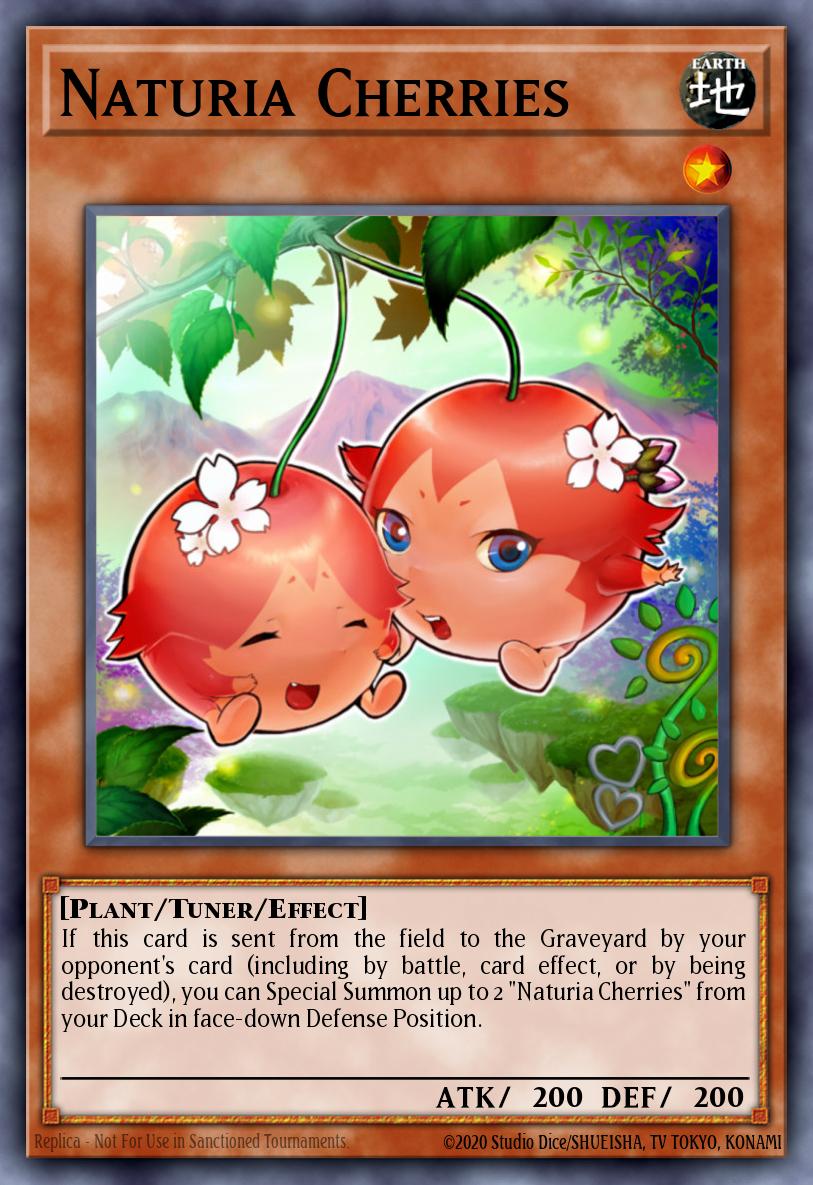 Naturia Cherries
EARTH
地
[Plant/Tuner/Effect]
If this card is sent from the field to the Graveyard by your
opponent's card (including by battle, card effect, or by being
destroyed), you can Special Summon up to 2 "Naturia Cherries" from
your Deck in face-down Defense Position.
ATK/ 200 DEF/ 200
Replica - Not For Use in Sanctioned Tournaments.
©2020 Studio Dice/SHUEISHA, TV TOKYO, KONAMI